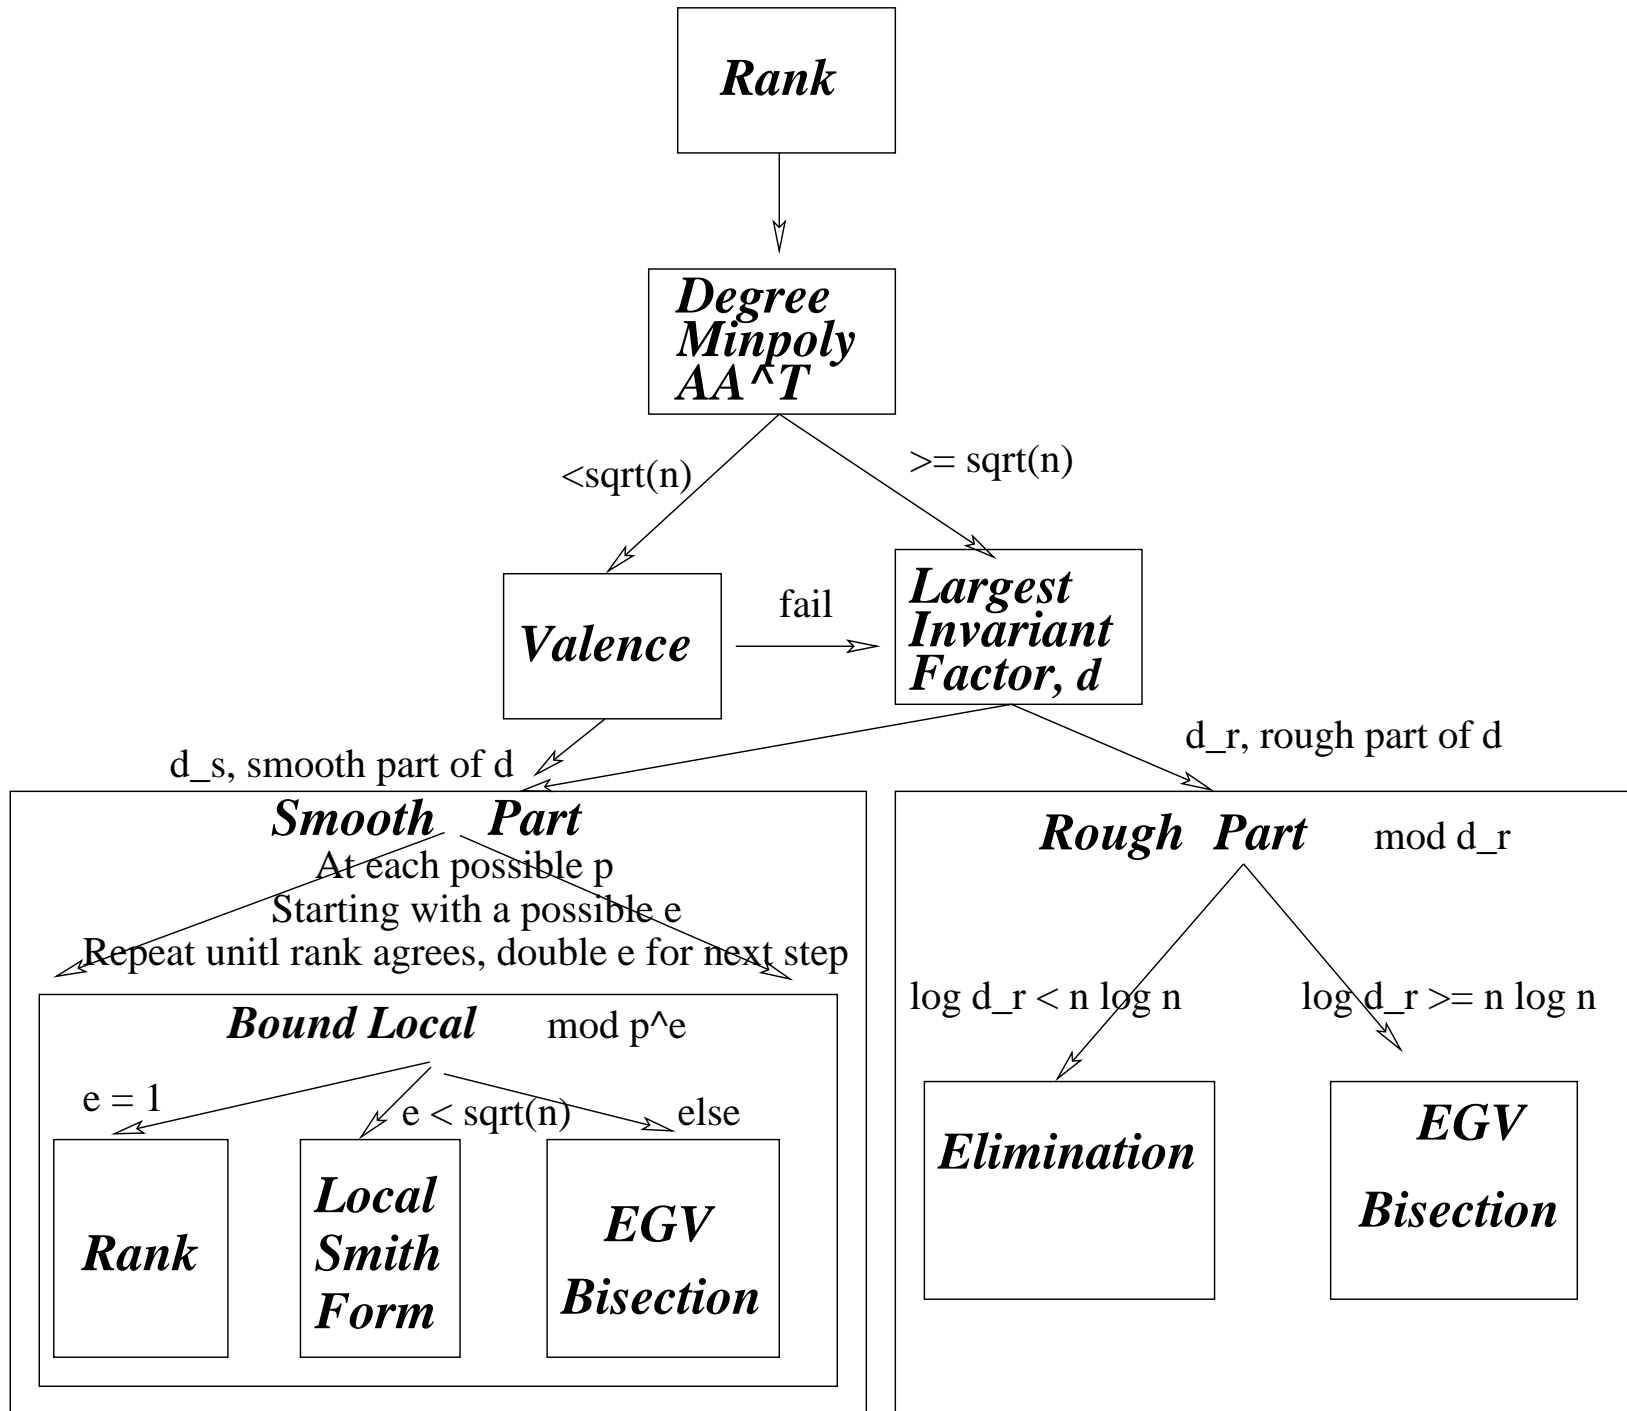 Rank
Degree
Minpoly
AA^T
<sqrt(n)
>= sqrt(n)
Valence
fail
Largest
Invariant
Factor, d
d_s, smooth part of d
d_r, rough part of d
Smooth Part
At each possible p
Starting with a possible e
Repeat unitl rank agrees, double e for next step
Bound Local mod p^e
e = 1
e < sqrt(n)
else
Rank
Local
Smith
Form
EGV
Bisection
Rough Part mod d_r
log d_r < n log n
log d_r >= n log n
Elimination
EGV
Bisection